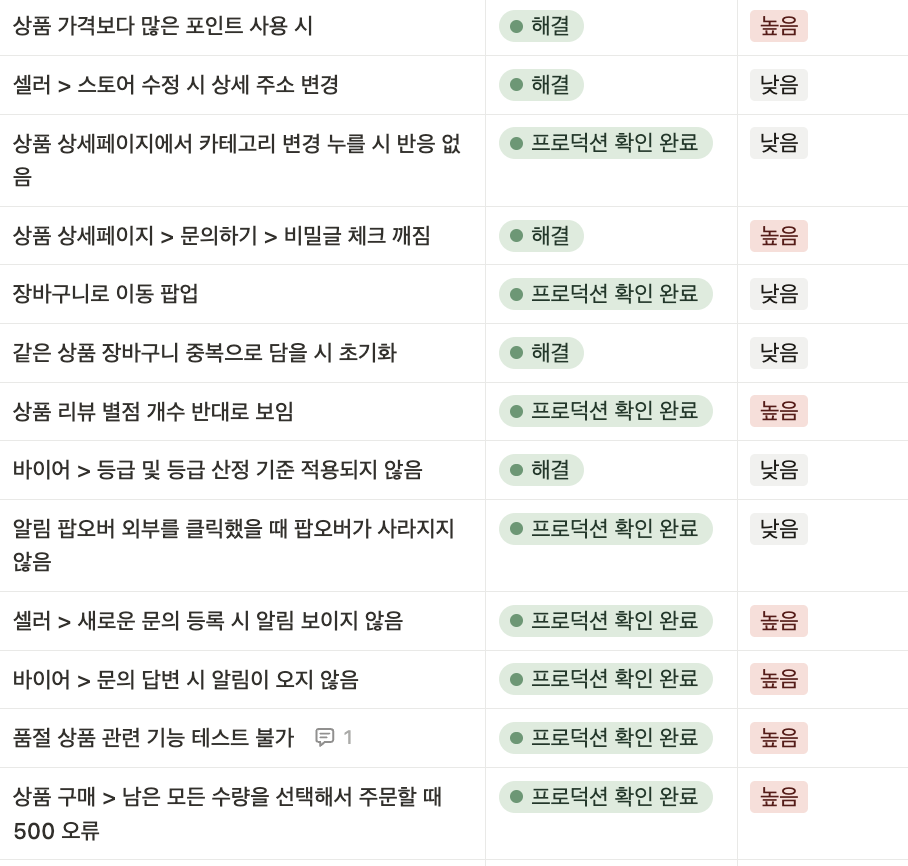 상품 가격보다 많은 포인트 사용 시 해결 높음
셀러 > 스토어 수정 시 상세 주소 변경 해결 낮음
상품 상세페이지에서 카테고리 변경 누를 시 반응 없 프로덕션 확인 완료 낮음
음
상품 상세페이지 > 문의하기 > 비밀글 체크 깨짐 해결 높음
장바구니로 이동 팝업 프로덕션 확인 완료 낮음
같은 상품 장바구니 중복으로 담을 시 초기화 해결 낮음
상품 리뷰 별점 개수 반대로 보임 프로덕션 확인 완료 높음
바이어 > 등급 및 등급 산정 기준 적용되지 않음 해결 낮음
알림 팝오버 외부를 클릭했을 때 팝오버가 사라지지 프로덕션 확인 완료 낮음
않음
셀러 > 새로운 문의 등록 시 알림 보이지 않음 프로덕션 확인 완료 높음
바이어 > 문의 답변 시 알림이 오지 않음 프로덕션 확인 완료 높음
품절 상품 관련 기능 테스트 불가 1 프로덕션 확인 완료 높음
상품 구매 > 남은 모든 수량을 선택해서 주문할 때 프로덕션 확인 완료 높음
500 오류